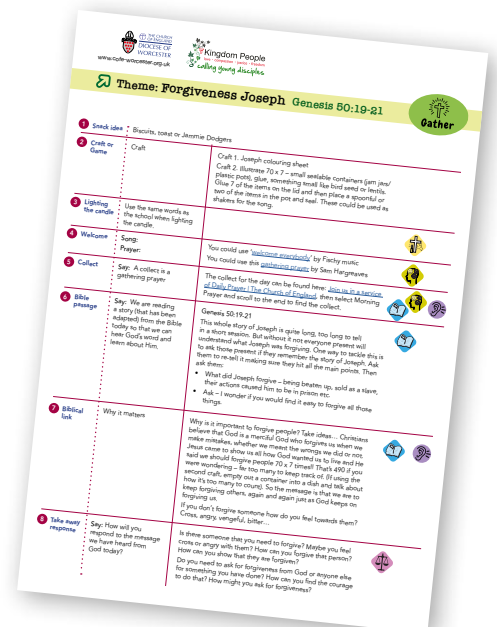 THE CHURCH
OF ENGLAND
DIOCESE OF
WORCESTER
www.cofe-worcester.org.uk
Kingdom People
love • compassion • justice • freedom
calling young disciples
Theme: Forgiveness Joseph Genesis 50:19-21
Gather
1 Snack idea Biscuits, toast or Jammie Dodgers
2 Craft or
Game
Craft
Craft 1. Joseph colouring sheet
Craft 2. Illustrate 70 x 7 – small sealable containers (jam jars/
plastic pots), glue, something small like bird seed or lentils.
Glue 7 of the items on the lid and then place a spoonful or
two of the items in the pot and seal. These could be used as
shakers for the song.
3 Lighting
the candle
Use the same words as
the school when lighting
the candle.
4 Welcome
Song:
Prayer:
You could use 'welcome everybody' by Fachy music
You could use this gathering prayer by Sam Hargreaves
5 Collect
Say: A collect is a
gathering prayer
The collect for the day can be found here: Join us in a service
of Daily Prayer | The Church of England, then select Morning
Prayer and scroll to the end to find the collect.
6 Bible
passage
Say: We are reading
a story (that has been
adapted) from the Bible
today so that we can
hear God's word and
learn about Him.
Genesis 50:19-21
This whole story of Joseph is quite long, too long to tell
in a short session. But without it not everyone present will
understand what Joseph was forgiving. One way to tackle this is
to ask those present if they remember the story of Joseph. Ask
them to re-tell it making sure they hit all the main points. Then
ask them:
• What did Joseph forgive – being beaten up, sold as a slave,
their actions caused him to be in prison etc.
• Ask – I wonder if you would find it easy to forgive all those
things.
7 Biblical
link
Why it matters
Why is it important to forgive people? Take ideas… Christians
believe that God is a merciful God who forgives us when we
make mistakes, whether we meant the wrongs we did or not.
Jesus came to show us all how God wanted us to live and He
said we should forgive people 70 x 7 times!! That's 490 if you
were wondering – far too many to keep track of. (If using the
second craft, empty out a container into a dish and talk about
how it's too many to count). So the message is that we are to
keep forgiving others, again and again just as God keeps on
forgiving us.
If you don't forgive someone how do you feel towards them?
Cross, angry, vengeful, bitter…
8 Take away
response
Say: How will you
respond to the message
we have heard from
God today?
Is there someone that you need to forgive? Maybe you feel
cross or angry with them? How can you forgive that person?
How can you show that they are forgiven?
Do you need to ask for forgiveness from God or anyone else
for something you have done? How can you find the courage
to do that? How might you ask for forgiveness?